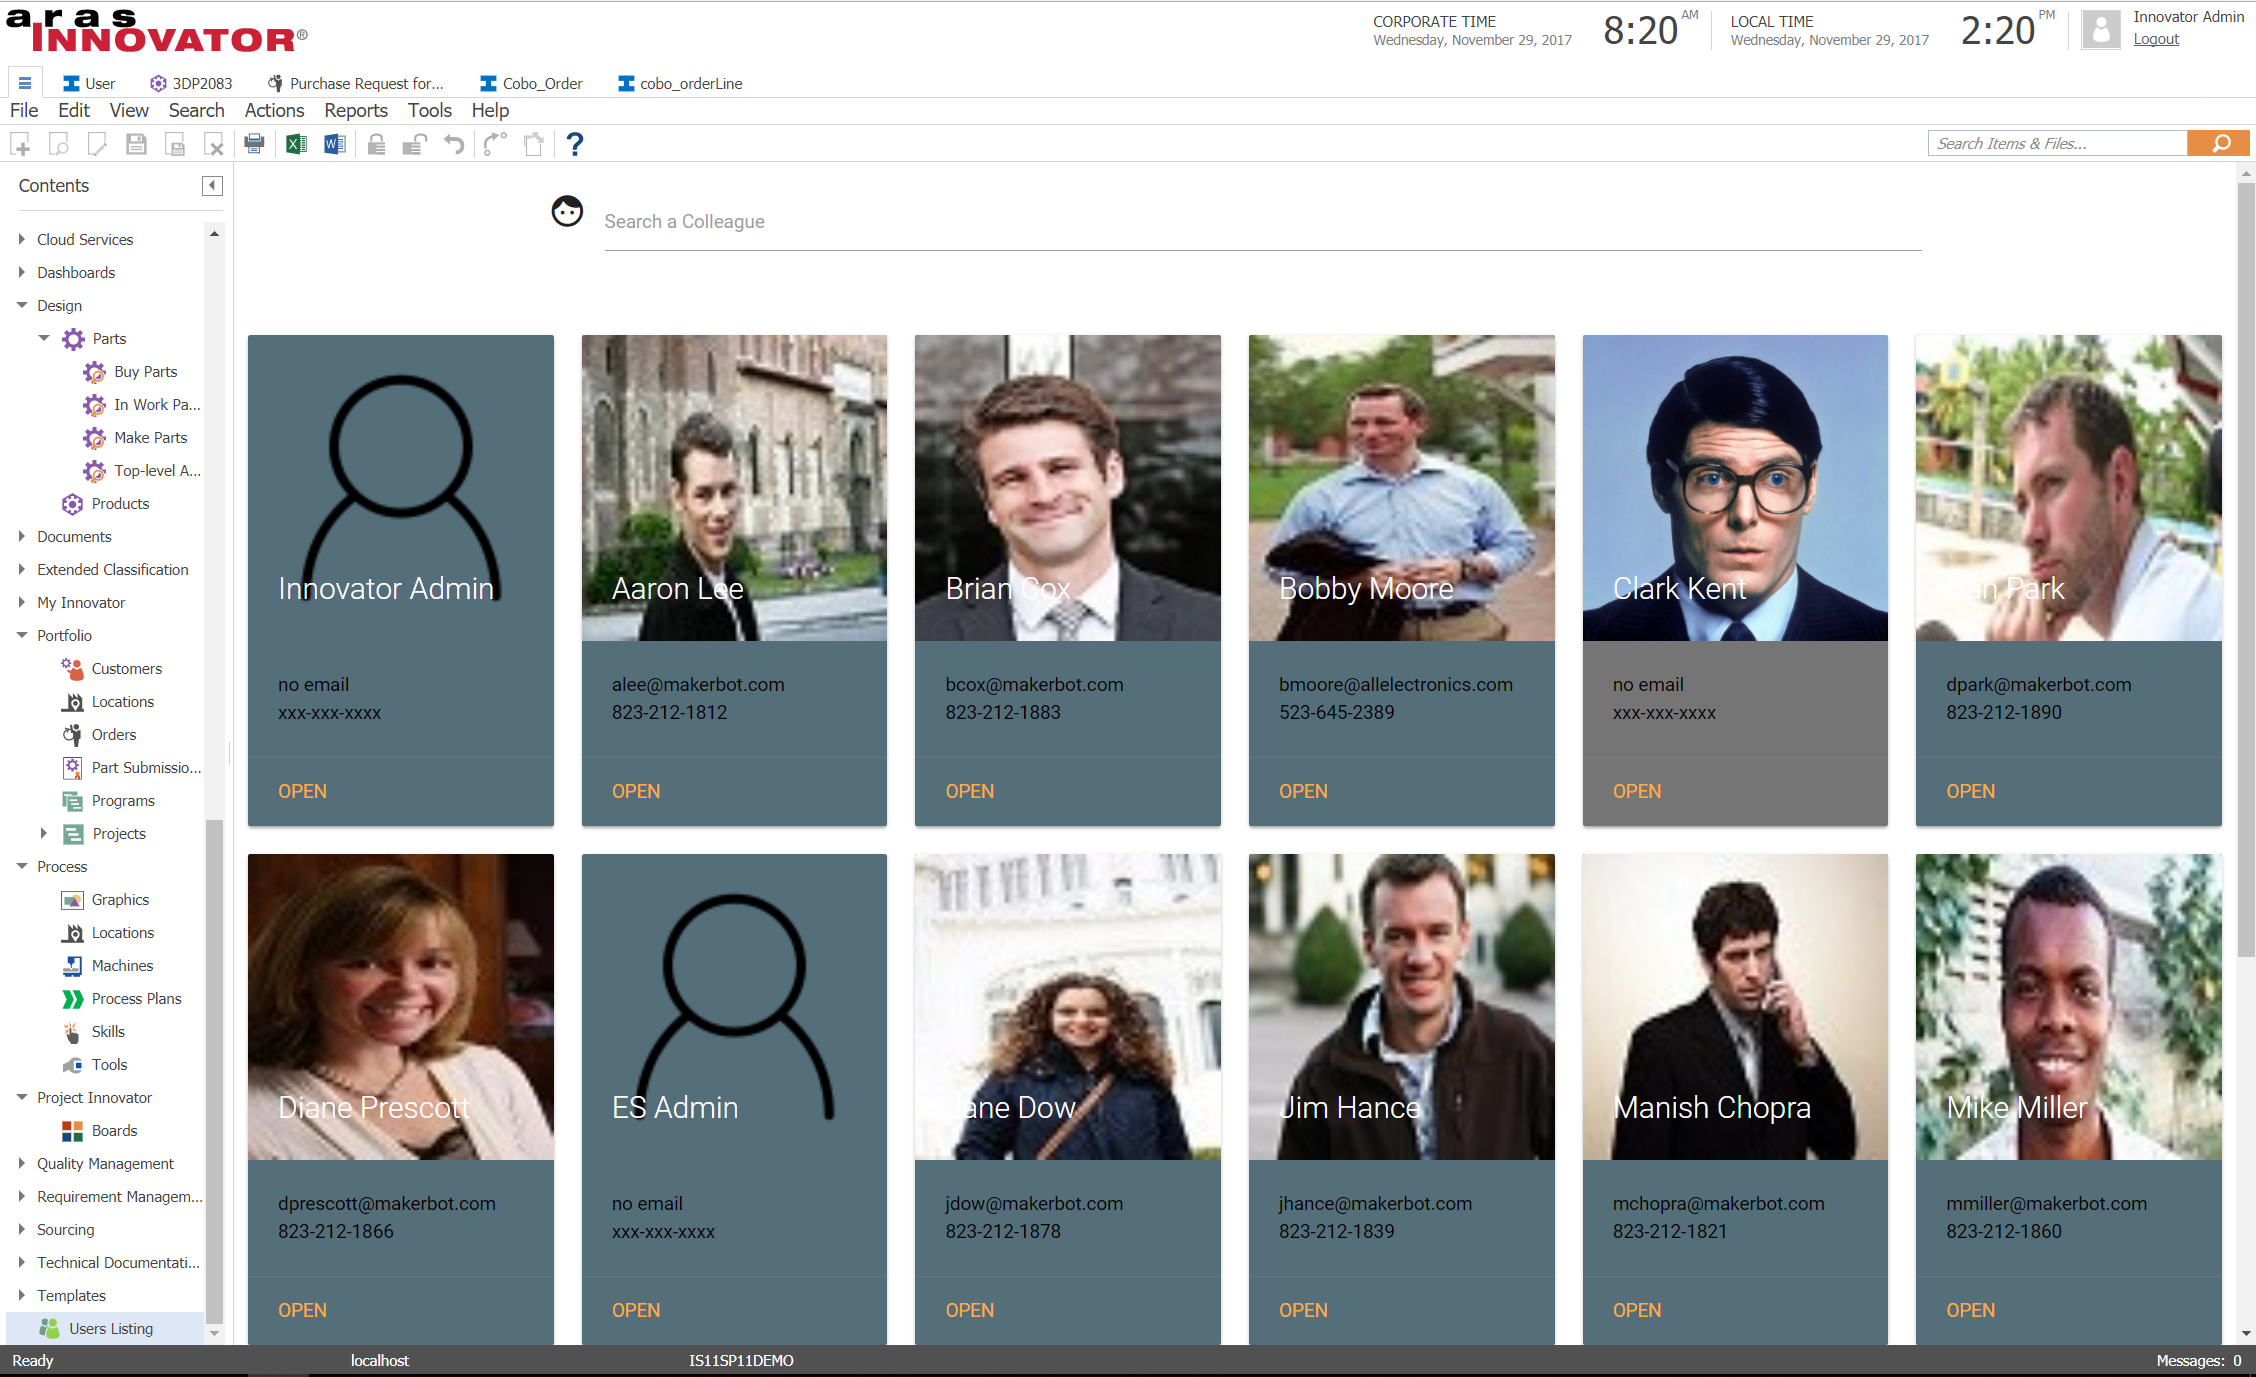 aras
INNOVATOR®
CORPORATE TIME
Wednesday, November 29, 2017
8:20 AM
LOCAL TIME
Wednesday, November 29, 2017
2:20 PM
Innovator Admin
Logout
User
3DP2083
Purchase Request for...
Cobo_Order
cobo_orderLine
File Edit View Search Actions Reports Tools Help
Search Items & Files...
Contents
Cloud Services
Dashboards
Design
Parts
Buy Parts
In Work Pa...
Make Parts
Top-level A...
Products
Documents
Extended Classification
My Innovator
Portfolio
Customers
Locations
Orders
Part Submissio...
Programs
Projects
Process
Graphics
Locations
Machines
Process Plans
Skills
Tools
Project Innovator
Boards
Quality Management
Requirement Managem...
Sourcing
Technical Documentati...
Templates
Users Listing
Search a Colleague
Innovator Admin
no email
xxx-xxx-xxxx
OPEN
Aaron Lee
alee@makerbot.com
823-212-1812
OPEN
Brian Cox
bcox@makerbot.com
823-212-1883
OPEN
Bobby Moore
bmoore@allelectronics.com
523-645-2389
OPEN
Clark Kent
no email
xxx-xxx-xxxx
OPEN
Dan Park
dpark@makerbot.com
823-212-1890
OPEN
Diane Prescott
dprescott@makerbot.com
823-212-1866
OPEN
ES Admin
no email
xxx-xxx-xxxx
OPEN
Jane Dow
jdow@makerbot.com
823-212-1878
OPEN
Jim Hance
jhance@makerbot.com
823-212-1839
OPEN
Manish Chopra
mchopra@makerbot.com
823-212-1821
OPEN
Mike Miller
mmiller@makerbot.com
823-212-1860
OPEN
Ready
localhost
IS11SP11DEMO
Messages: 0